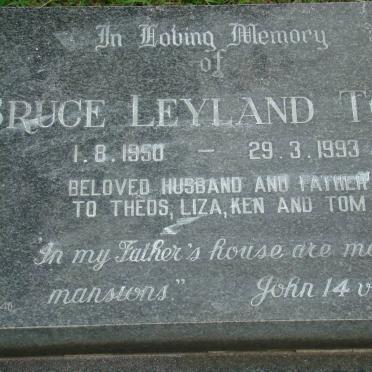 In Loving Memory
of
BRUCE LEYLAND
1.8.1950 - 29.3.1993
BELOVED HUSBAND AND FATHER
TO THEDS, LIZA, KEN AND TOM
"In my Father's house are
mansions." John 14 v